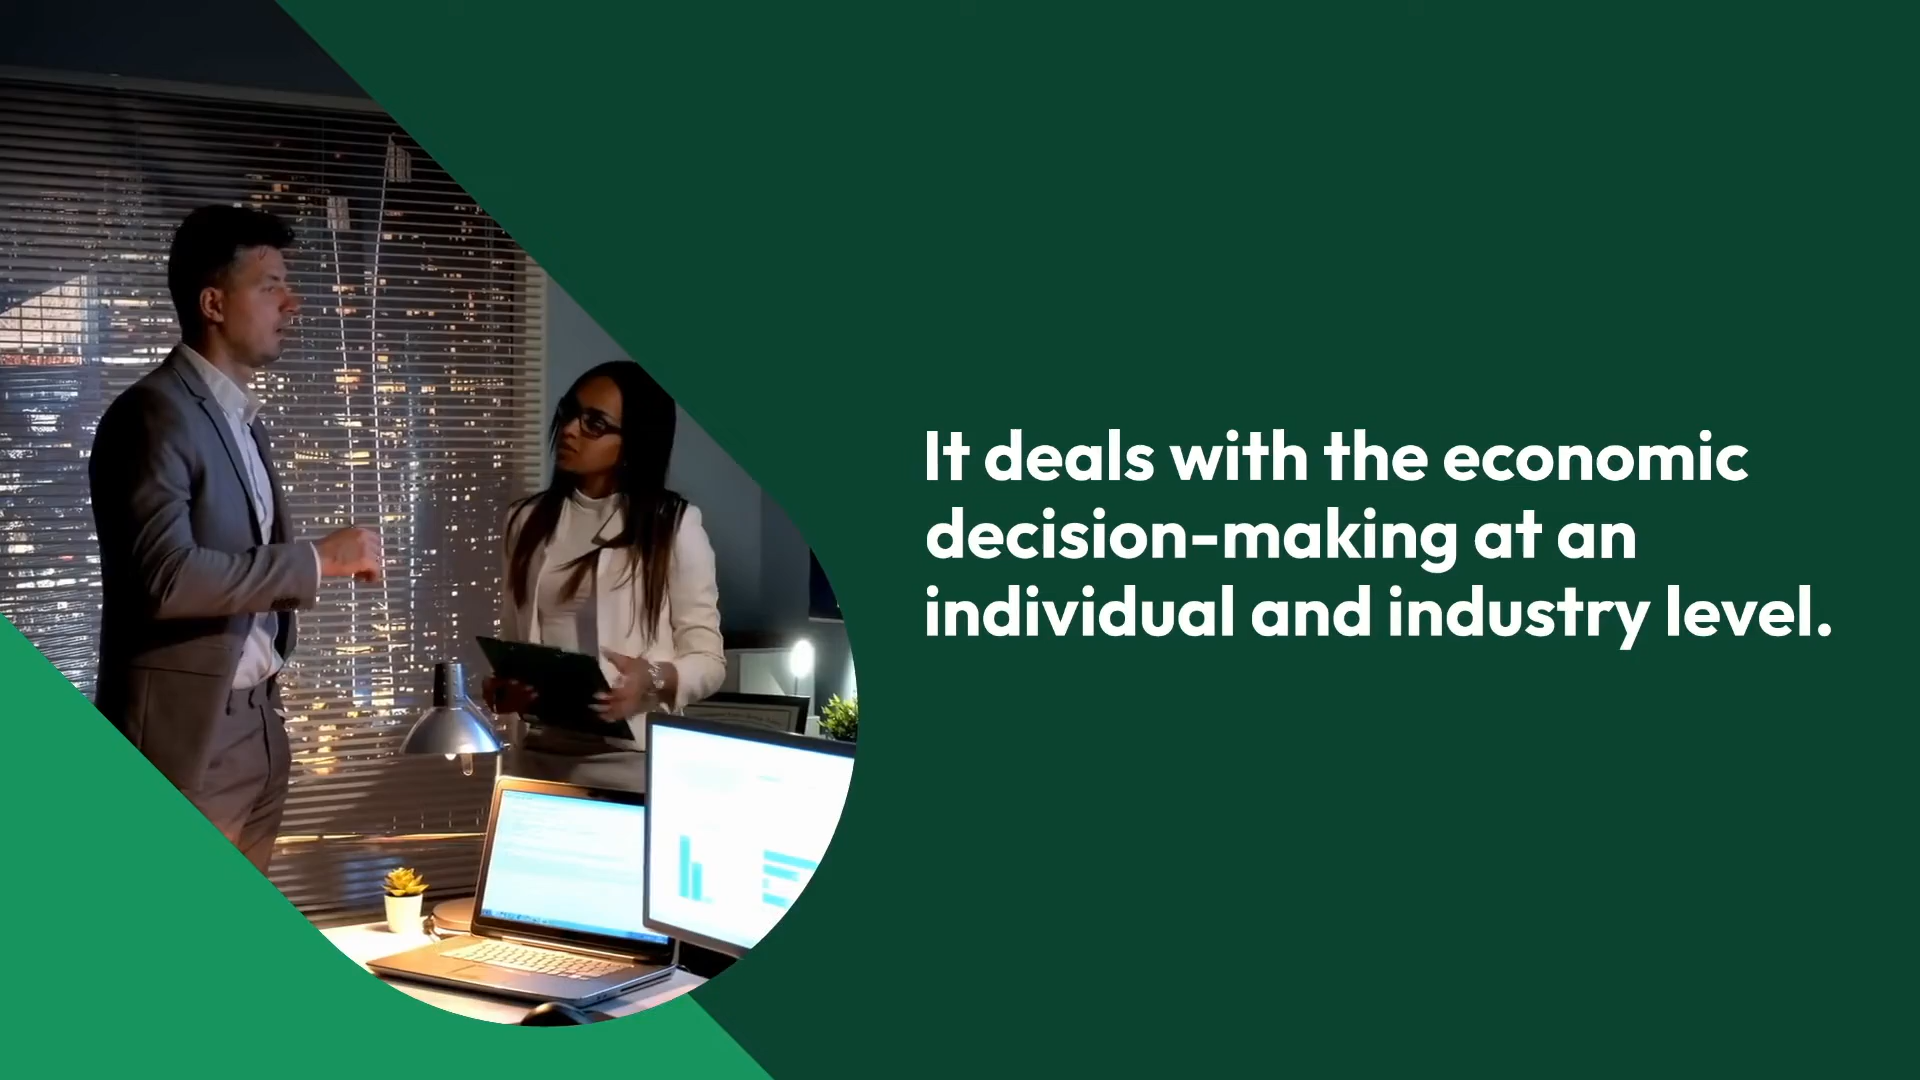 It deals with the economic
decision-making at an
individual and industry level.